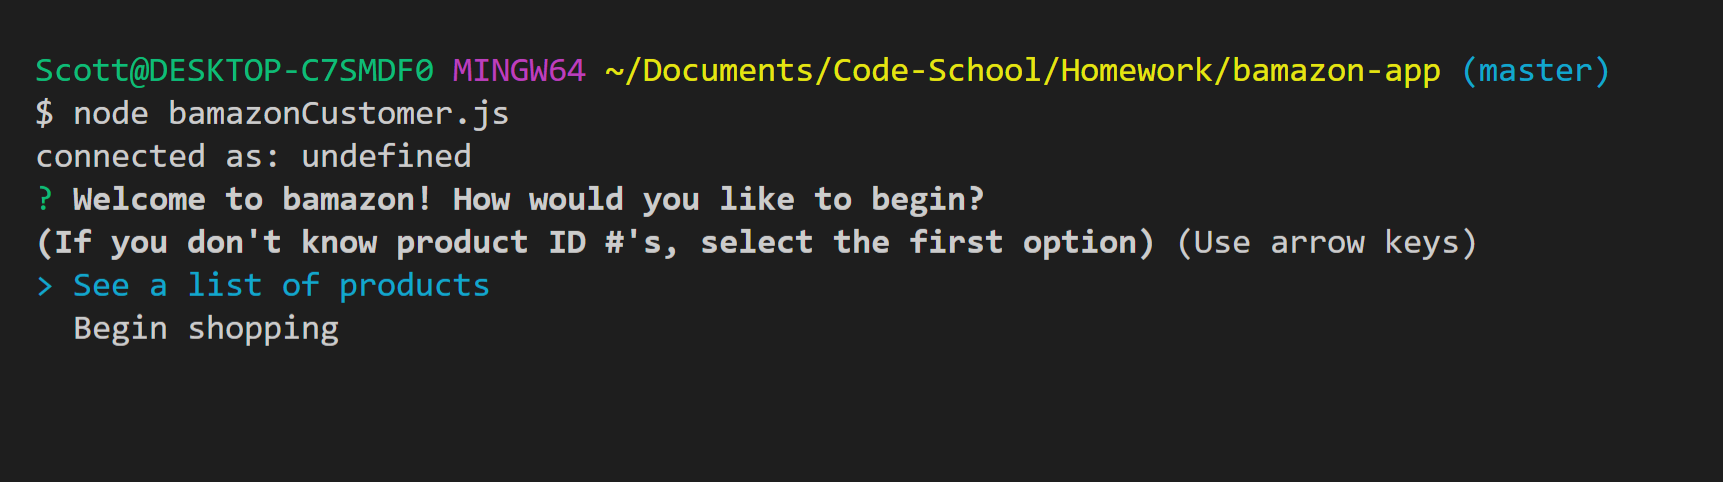 Scott@DESKTOP-C7SMDF0 MINGW64 ~/Documents/Code-School/Homework/bamazon-app (master)
$ node bamazonCustomer.js
connected as: undefined
? Welcome to bamazon! How would you like to begin?
(If you don't know product ID #'s, select the first option) (Use arrow keys)
> See a list of products
  Begin shopping